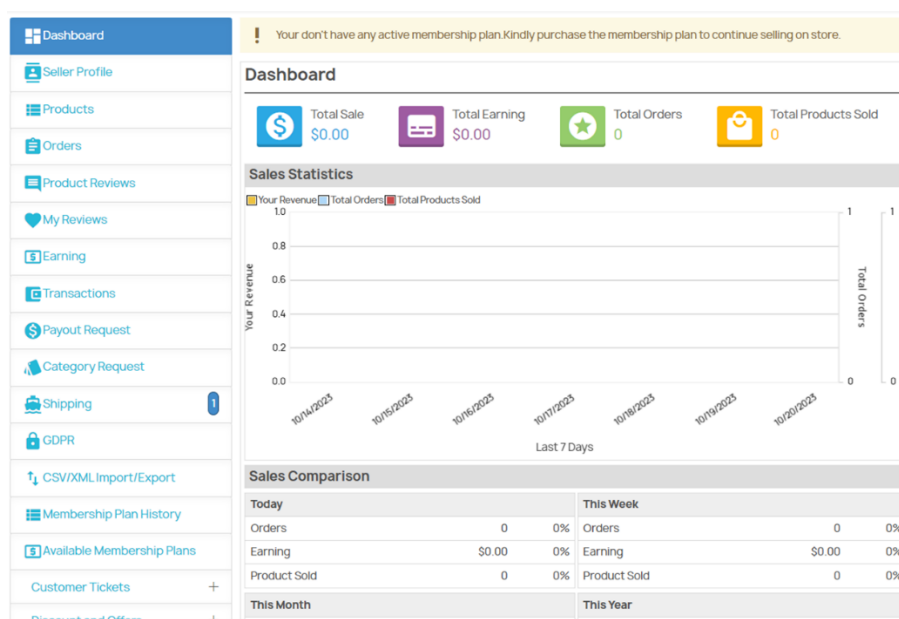 Dashboard
Seller Profile
Products
Orders
Product Reviews
My Reviews
Earning
Transactions
Payout Request
Category Request
Shipping 1
GDPR
CSV/XML Import/Export
Membership Plan History
Available Membership Plans
Customer Tickets +
Discount and Offers
! Your don't have any active membership plan.Kindly purchase the membership plan to continue selling on store.
Dashboard
Total Sale
$0.00
Total Earning
$0.00
Total Orders
0
Total Products Sold
0
Sales Statistics
Your Revenue Total Orders Total Products Sold
1.0
0.8
0.6
0.4
0.2
0.0
Your Revenue
1
0
Total Orders
1
0
10/14/2023 10/15/2023 10/16/2023 10/17/2023 10/18/2023 10/19/2023 10/20/2023
Last 7 Days
Sales Comparison
Today This Week
Orders 0 0% Orders 0 0%
Earning $0.00 0% Earning $0.00 0%
Product Sold 0 0% Product Sold 0 0%
This Month This Year